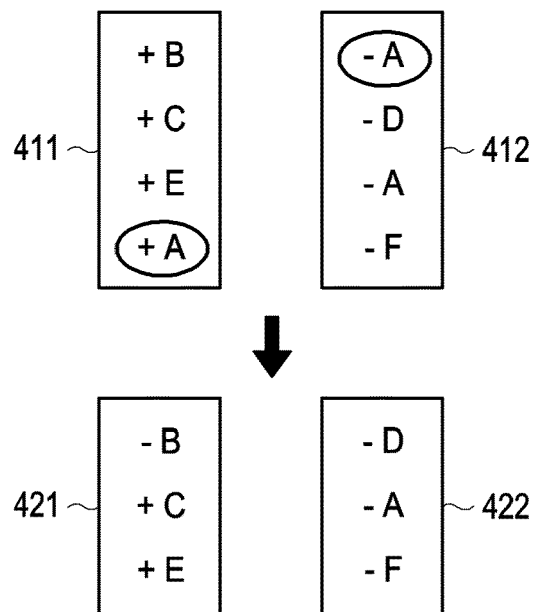 + B
+ C
+ E
+ A
411
- A
- D
- A
- F
412
- B
+ C
+ E
421
- D
- A
- F
422